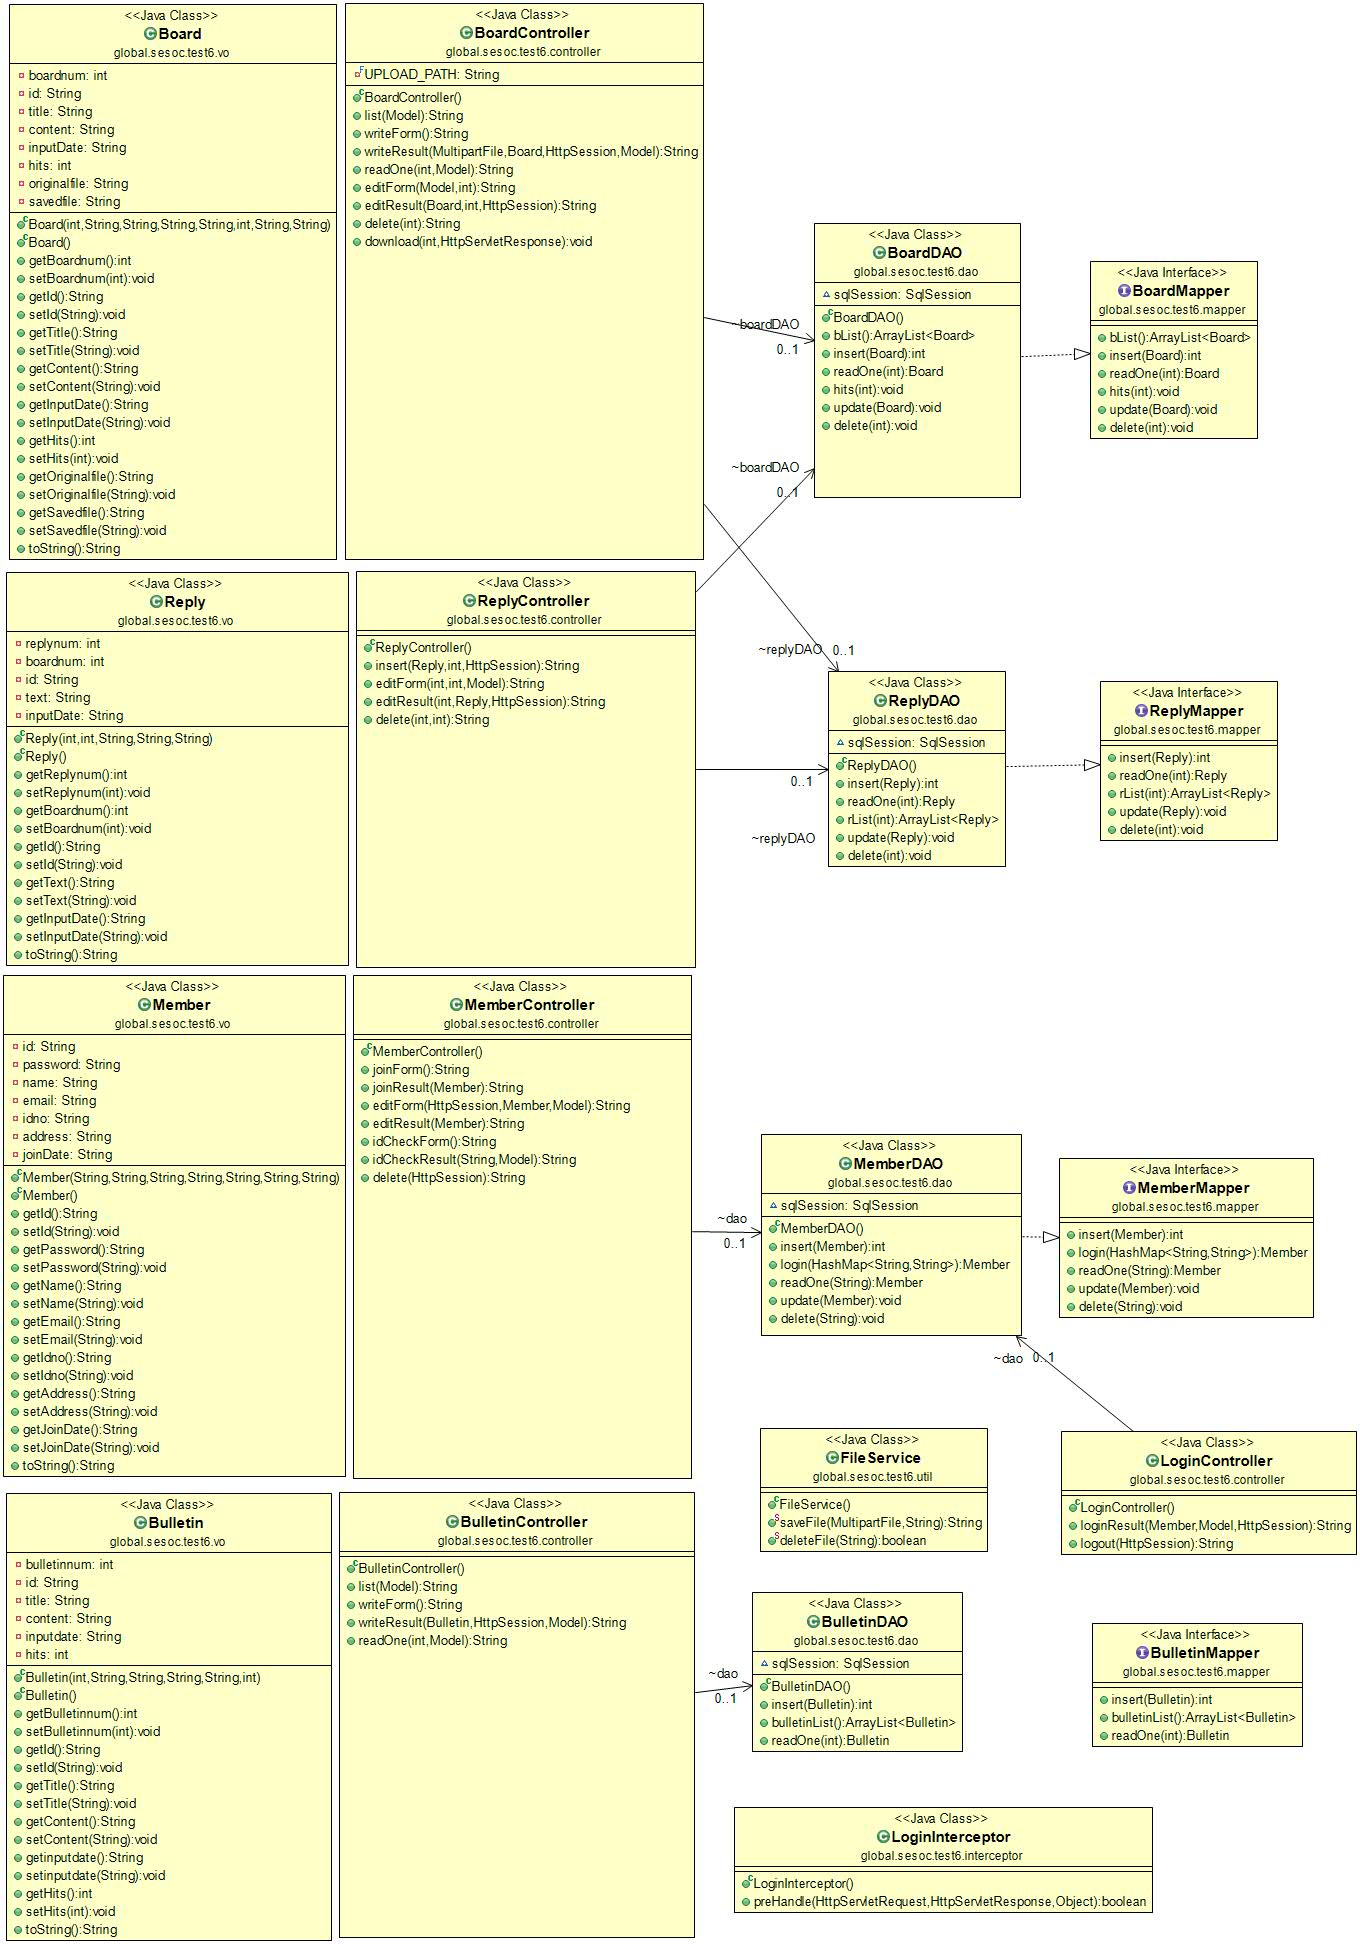 <<Java Class>>
Board
global.sesoc.test6.vo
boardnum: int
id: String
title: String
content: String
inputDate: String
hits: int
originalfile: String
savedfile: String
Board(int,String,String,String,String,int,String,String)
Board()
getBoardnum():int
setBoardnum(int):void
getId():String
setId(String):void
getTitle():String
setTitle(String):void
getContent():String
setContent(String):void
getInputDate():String
setInputDate(String):void
getHits():int
setHits(int):void
getOriginalfile():String
setOriginalfile(String):void
getSavedfile():String
setSavedfile(String):void
toString():String
<<Java Class>>
BoardController
global.sesoc.test6.controller
UPLOAD_PATH: String
BoardController()
list(Model):String
writeForm():String
writeResult(MultipartFile,Board,HttpSession,Model):String
readOne(int,Model):String
editForm(Model,int):String
editResult(Board,int,HttpSession):String
delete(int):String
download(int,HttpServletResponse):void
~boardDAO
0..1
<<Java Class>>
BoardDAO
global.sesoc.test6.dao
sqlSession: SqlSession
BoardDAO()
bList():ArrayList<Board>
insert(Board):int
readOne(int):Board
hits(int):void
update(Board):void
delete(int):void
<<Java Interface>>
BoardMapper
global.sesoc.test6.mapper
bList():ArrayList<Board>
insert(Board):int
readOne(int):Board
hits(int):void
update(Board):void
delete(int):void
~boardDAO
0..1
<<Java Class>>
Reply
global.sesoc.test6.vo
replynum: int
boardnum: int
id: String
text: String
inputDate: String
Reply(int,int,String,String,String)
Reply()
getReplynum():int
setReplynum(int):void
getBoardnum():int
setBoardnum(int):void
getId():String
setId(String):void
getText():String
setText(String):void
getInputDate():String
setInputDate(String):void
toString():String
<<Java Class>>
ReplyController
global.sesoc.test6.controller
ReplyController()
insert(Reply,int,HttpSession):String
editForm(int,int,Model):String
editResult(int,Reply,HttpSession):String
delete(int,int):String
~replyDAO 0..1
0..1
~replyDAO
<<Java Class>>
ReplyDAO
global.sesoc.test6.dao
sqlSession: SqlSession
ReplyDAO()
insert(Reply):int
readOne(int):Reply
rList(int):ArrayList<Reply>
update(Reply):void
delete(int):void
<<Java Interface>>
ReplyMapper
global.sesoc.test6.mapper
insert(Reply):int
readOne(int):Reply
rList(int):ArrayList<Reply>
update(Reply):void
delete(int):void
<<Java Class>>
Member
global.sesoc.test6.vo
id: String
password: String
name: String
email: String
idno: String
address: String
joinDate: String
Member(String,String,String,String,String,String,String)
Member()
getId():String
setId(String):void
getPassword():String
setPassword(String):void
getName():String
setName(String):void
getEmail():String
setEmail(String):void
getIdno():String
setIdno(String):void
getAddress():String
setAddress(String):void
getJoinDate():String
setJoinDate(String):void
toString():String
<<Java Class>>
MemberController
global.sesoc.test6.controller
MemberController()
joinForm():String
joinResult(Member):String
editForm(HttpSession,Member,Model):String
editResult(Member):String
idCheckForm():String
idCheckResult(String,Model):String
delete(HttpSession):String
~dao
0..1
<<Java Class>>
MemberDAO
global.sesoc.test6.dao
sqlSession: SqlSession
MemberDAO()
insert(Member):int
login(HashMap<String,String>):Member
readOne(String):Member
update(Member):void
delete(String):void
<<Java Interface>>
MemberMapper
global.sesoc.test6.mapper
insert(Member):int
login(HashMap<String,String>):Member
readOne(String):Member
update(Member):void
delete(String):void
~dao 0..1
<<Java Class>>
FileService
global.sesoc.test6.util
FileService()
saveFile(MultipartFile,String):String
deleteFile(String):boolean
<<Java Class>>
LoginController
global.sesoc.test6.controller
LoginController()
loginResult(Member,Model,HttpSession):String
logout(HttpSession):String
<<Java Class>>
Bulletin
global.sesoc.test6.vo
bulletinnum: int
id: String
title: String
content: String
inputdate: String
hits: int
Bulletin(int,String,String,String,String,int)
Bulletin()
getBulletinnum():int
setBulletinnum(int):void
getId():String
setId(String):void
getTitle():String
setTitle(String):void
getContent():String
setContent(String):void
getinputdate():String
setinputdate(String):void
getHits():int
setHits(int):void
toString():String
<<Java Class>>
BulletinController
global.sesoc.test6.controller
BulletinController()
list(Model):String
writeForm():String
writeResult(Bulletin,HttpSession,Model):String
readOne(int,Model):String
~dao
0..1
<<Java Class>>
BulletinDAO
global.sesoc.test6.dao
sqlSession: SqlSession
BulletinDAO()
insert(Bulletin):int
bulletinList():ArrayList<Bulletin>
readOne(int):Bulletin
<<Java Interface>>
BulletinMapper
global.sesoc.test6.mapper
insert(Bulletin):int
bulletinList():ArrayList<Bulletin>
readOne(int):Bulletin
<<Java Class>>
LoginInterceptor
global.sesoc.test6.interceptor
LoginInterceptor()
preHandle(HttpServletRequest,HttpServletResponse,Object):boolean